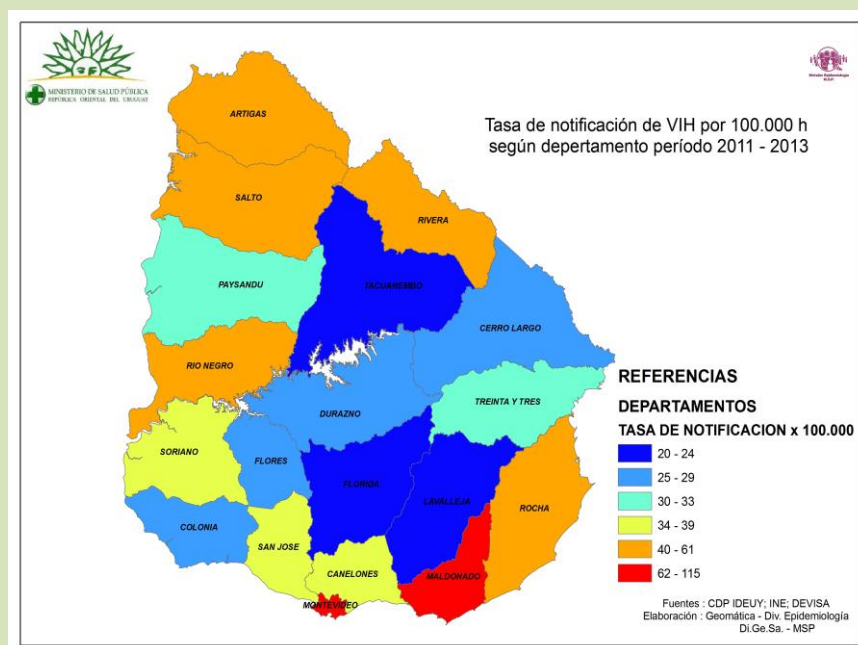 MINISTERIO DE SALUD PÚBLICA
REPÚBLICA ORIENTAL DEL URUGUAY
Tasa de notificación de VIH por 100.000 h
según departamento período 2011 - 2013
ARTIGAS
SALTO
RIVERA
PAYSANDU
TACUAREMBO
CERRO LARGO
RIO NEGRO
DURAZNO
TREINTA Y TRES
SORIANO
FLORES
FLORIDA
LAVALLEJA
ROCHA
COLONIA
SAN JOSE
CANELONES
MALDONADO
MONTEVIDEO
REFERENCIAS
DEPARTAMENTOS
TASA DE NOTIFICACION x 100.000
20 - 24
25 - 29
30 - 33
34 - 39
40 - 61
62 - 115
Fuentes : CDP IDEUY; INE; DEVISA
Elaboración : Geomática - Div. Epidemiología
Di.Ge.Sa. - MSP